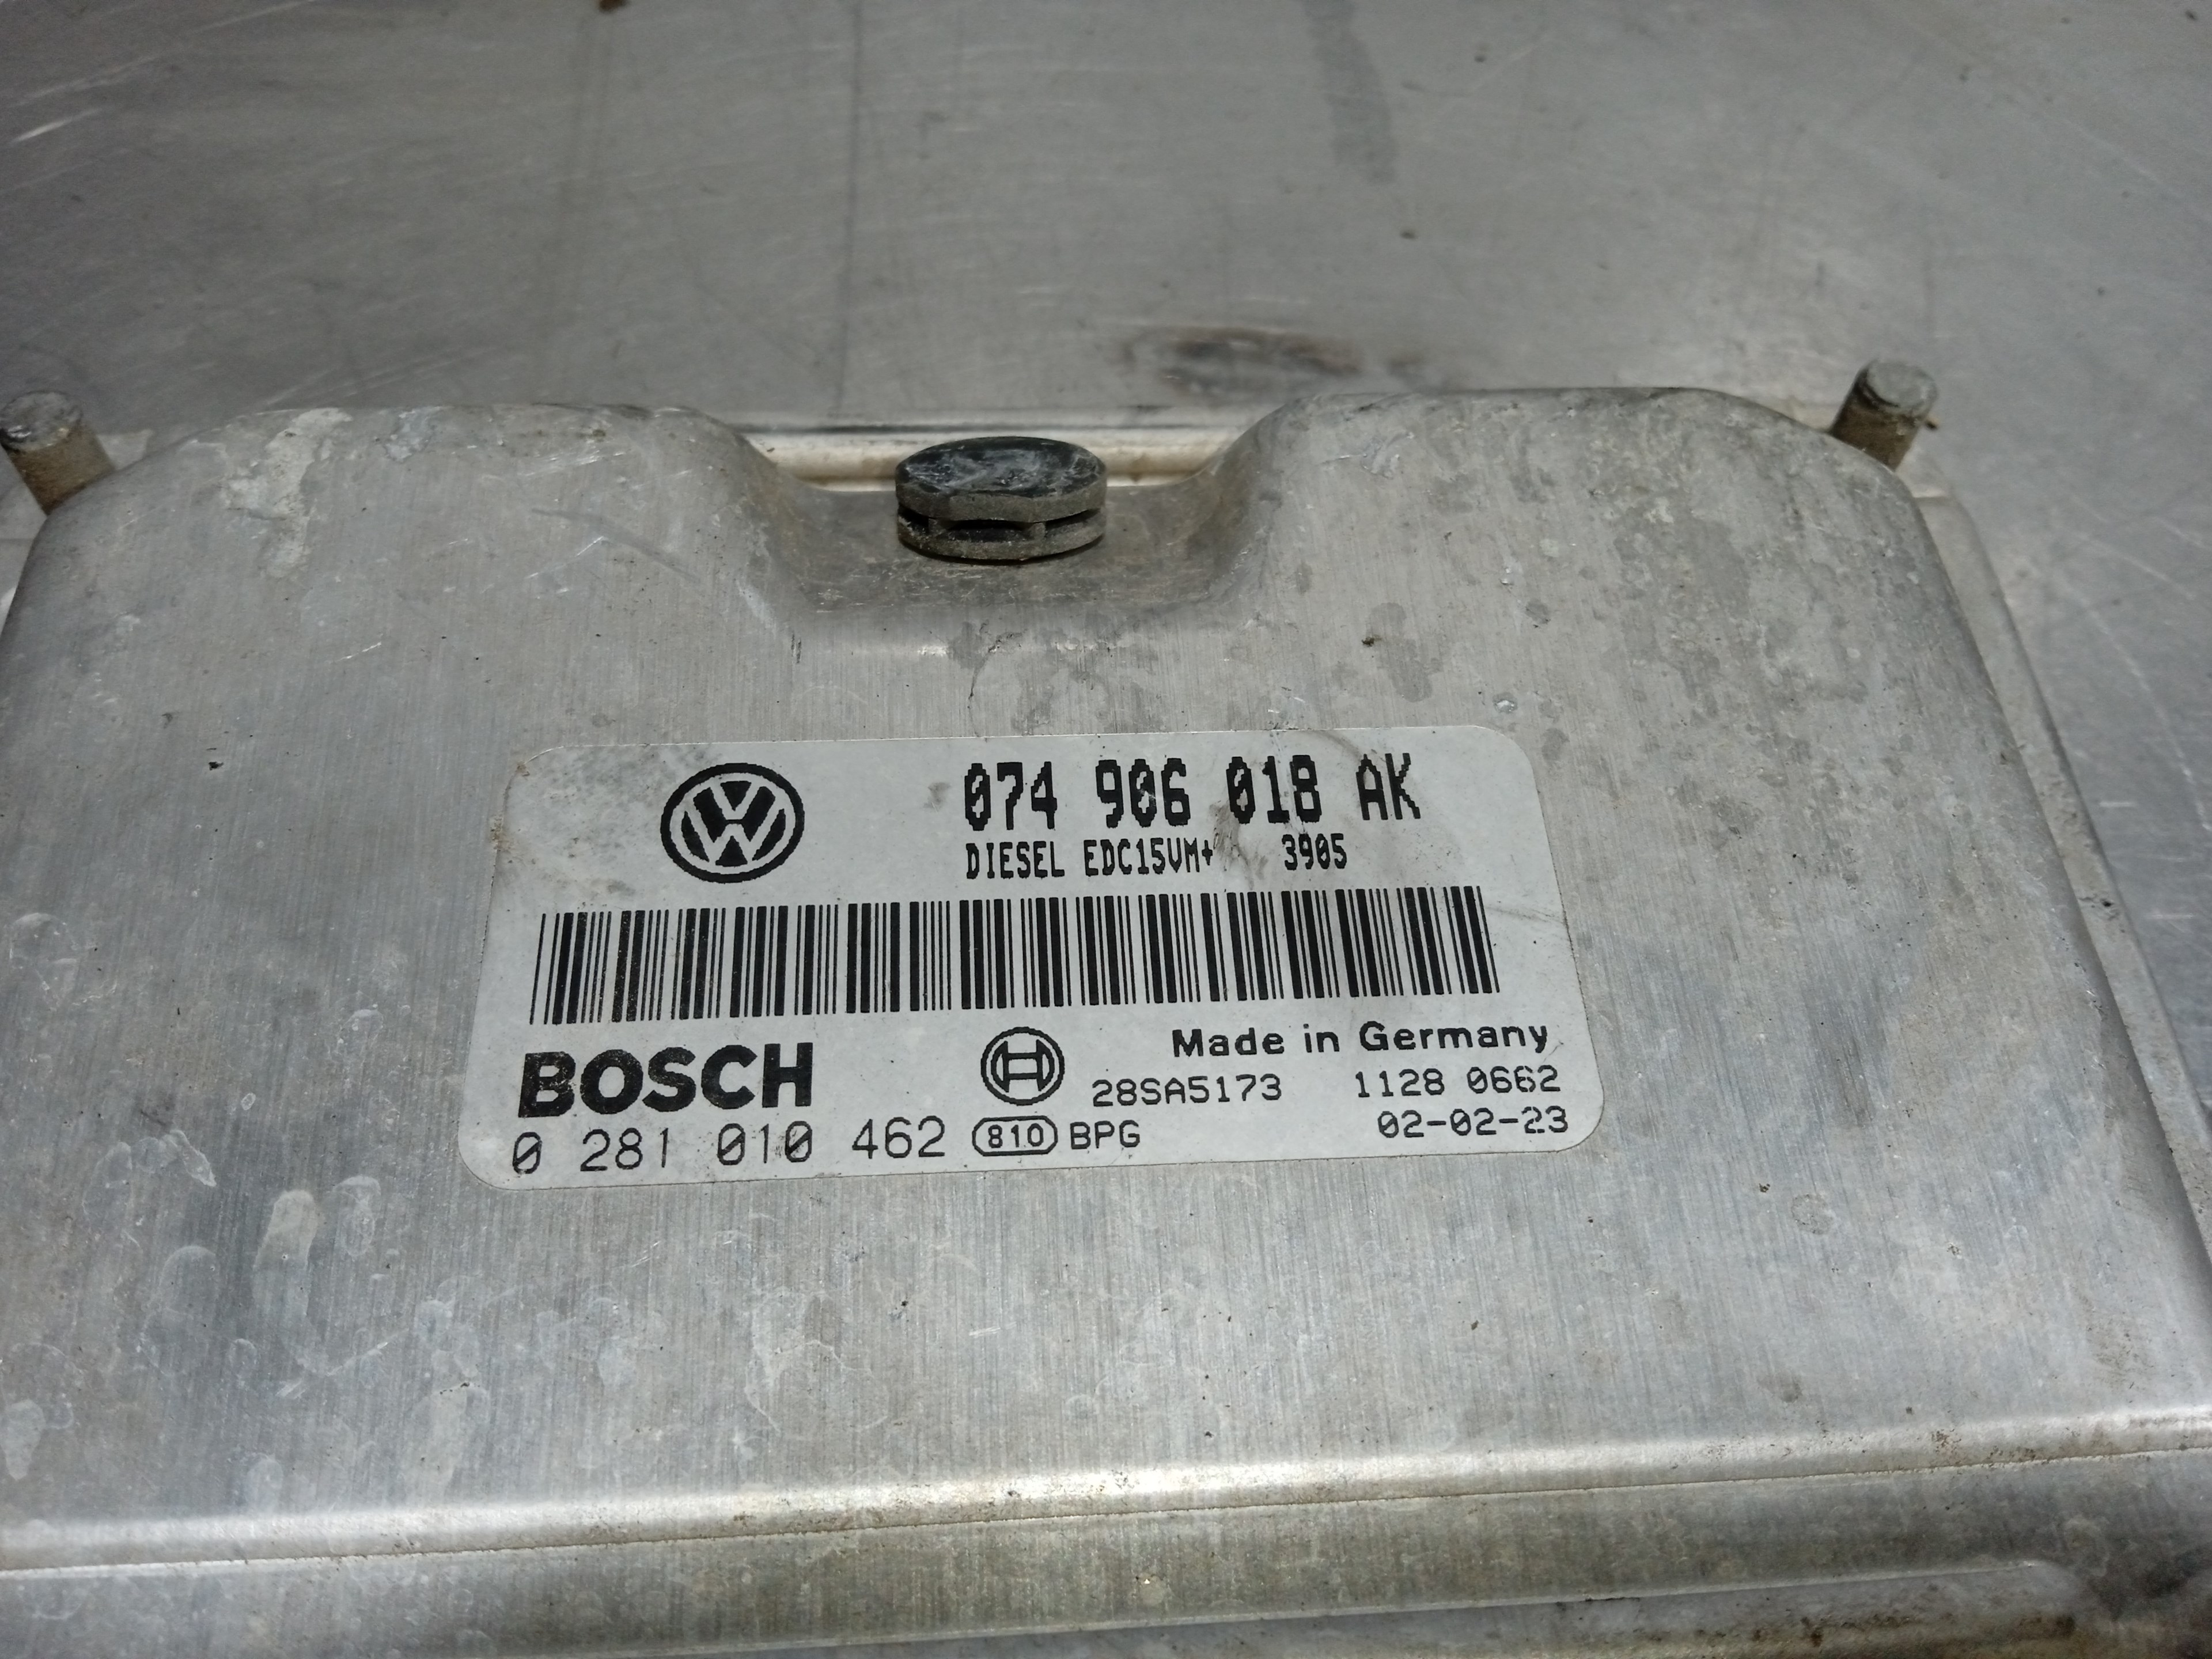 074 906 018 AK
DIESEL EDC15VM+ 3905
BOSCH
Made in Germany
28SA5173 1128 0662
0 281 010 462 810 BPG 02-02-23